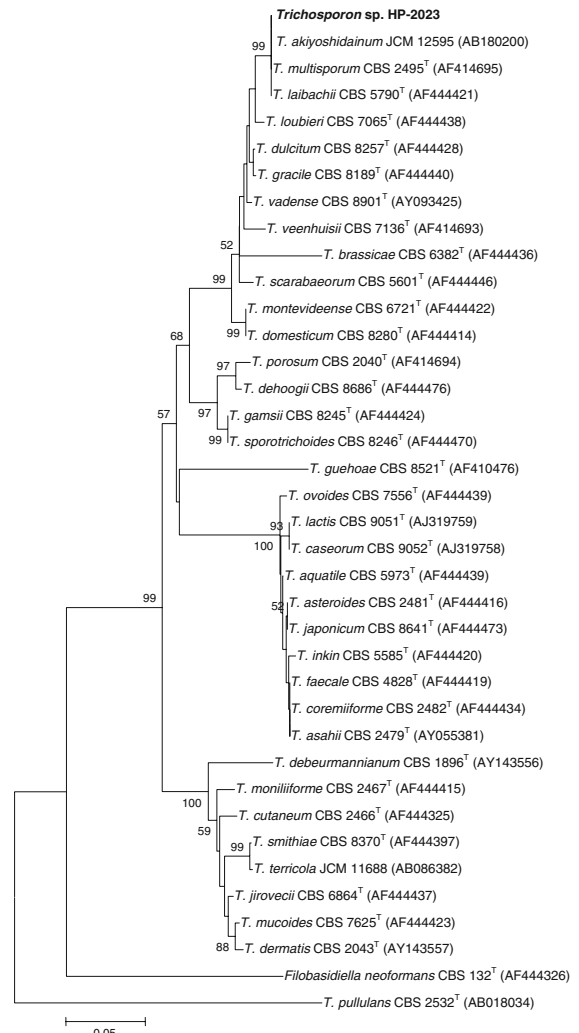 Trichosporon sp. HP-2023
99
T. akiyoshidainum JCM 12595 (AB180200)
T. multisporum CBS 2495ᵀ (AF414695)
T. laibachii CBS 5790ᵀ (AF444421)
T. loubieri CBS 7065ᵀ (AF444438)
T. dulcitum CBS 8257ᵀ (AF444428)
T. gracile CBS 8189ᵀ (AF444440)
T. vadense CBS 8901ᵀ (AY093425)
T. veenhuisii CBS 7136ᵀ (AF414693)
52
T. brassicae CBS 6382ᵀ (AF444436)
99
T. scarabaeorum CBS 5601ᵀ (AF444446)
T. montevideense CBS 6721ᵀ (AF444422)
99
T. domesticum CBS 8280ᵀ (AF444414)
68
97
T. porosum CBS 2040ᵀ (AF414694)
T. dehoogii CBS 8686ᵀ (AF444476)
57
97
T. gamsii CBS 8245ᵀ (AF444424)
99
T. sporotrichoides CBS 8246ᵀ (AF444470)
T. guehoae CBS 8521ᵀ (AF410476)
T. ovoides CBS 7556ᵀ (AF444439)
93
T. lactis CBS 9051ᵀ (AJ319759)
100
T. caseorum CBS 9052ᵀ (AJ319758)
T. aquatile CBS 5973ᵀ (AF444439)
99
52
T. asteroides CBS 2481ᵀ (AF444416)
T. japonicum CBS 8641ᵀ (AF444473)
T. inkin CBS 5585ᵀ (AF444420)
T. faecale CBS 4828ᵀ (AF444419)
T. coremiiforme CBS 2482ᵀ (AF444434)
T. asahii CBS 2479ᵀ (AY055381)
T. debeurmannianum CBS 1896ᵀ (AY143556)
T. moniliiforme CBS 2467ᵀ (AF444415)
100
T. cutaneum CBS 2466ᵀ (AF444325)
59
99
T. smithiae CBS 8370ᵀ (AF444397)
T. terricola JCM 11688 (AB086382)
T. jirovecii CBS 6864ᵀ (AF444437)
T. mucoides CBS 7625ᵀ (AF444423)
88
T. dermatis CBS 2043ᵀ (AY143557)
Filobasidiella neoformans CBS 132ᵀ (AF444326)
T. pullulans CBS 2532ᵀ (AB018034)
0.05